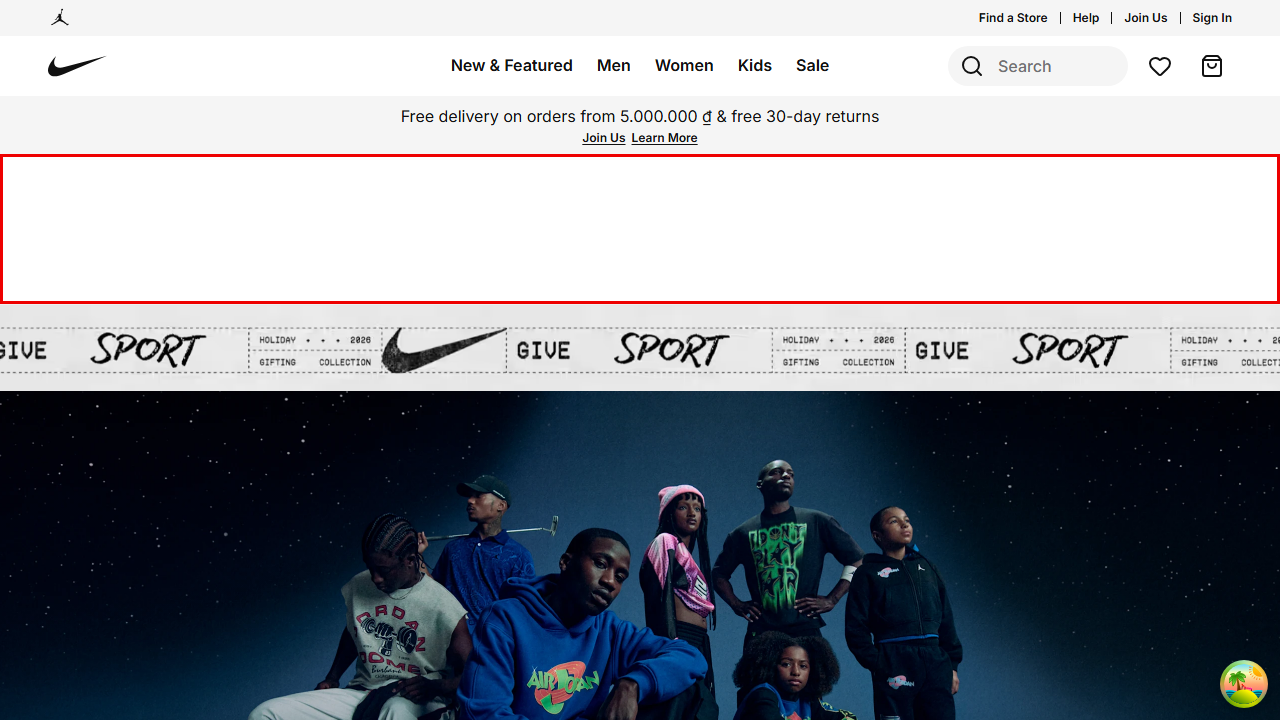 Find a Store
Help
Join Us
Sign In
New & Featured
Men
Women
Kids
Sale
Search
Free delivery on orders from 5.000.000 ₫ & free 30-day returns
Join Us Learn More
GIVE SPORT HOLIDAY 2026 GIFTING COLLECTION
GIVE SPORT HOLIDAY 2026 GIFTING COLLECTION
GIVE SPORT HOLIDAY GIFTING